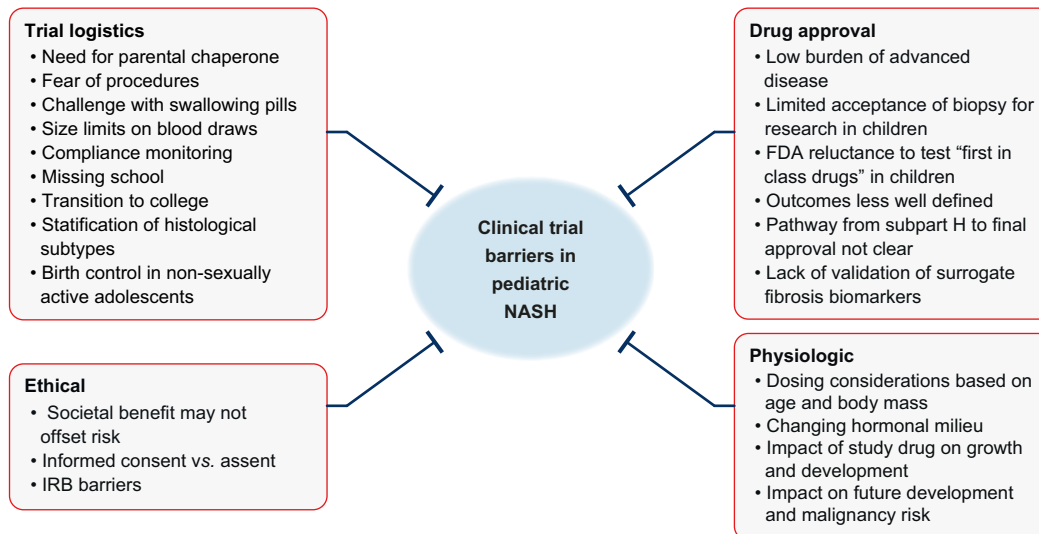 Trial logistics
• Need for parental chaperone
• Fear of procedures
• Challenge with swallowing pills
• Size limits on blood draws
• Compliance monitoring
• Missing school
• Transition to college
• Statification of histological
subtypes
• Birth control in non-sexually
active adolescents
Drug approval
• Low burden of advanced
disease
• Limited acceptance of biopsy for
research in children
• FDA reluctance to test “first in
class drugs” in children
• Outcomes less well defined
• Pathway from subpart H to final
approval not clear
• Lack of validation of surrogate
fibrosis biomarkers
Clinical trial
barriers in
pediatric
NASH
Ethical
• Societal benefit may not
offset risk
• Informed consent vs. assent
• IRB barriers
Physiologic
• Dosing considerations based on
age and body mass
• Changing hormonal milieu
• Impact of study drug on growth
and development
• Impact on future development
and malignancy risk